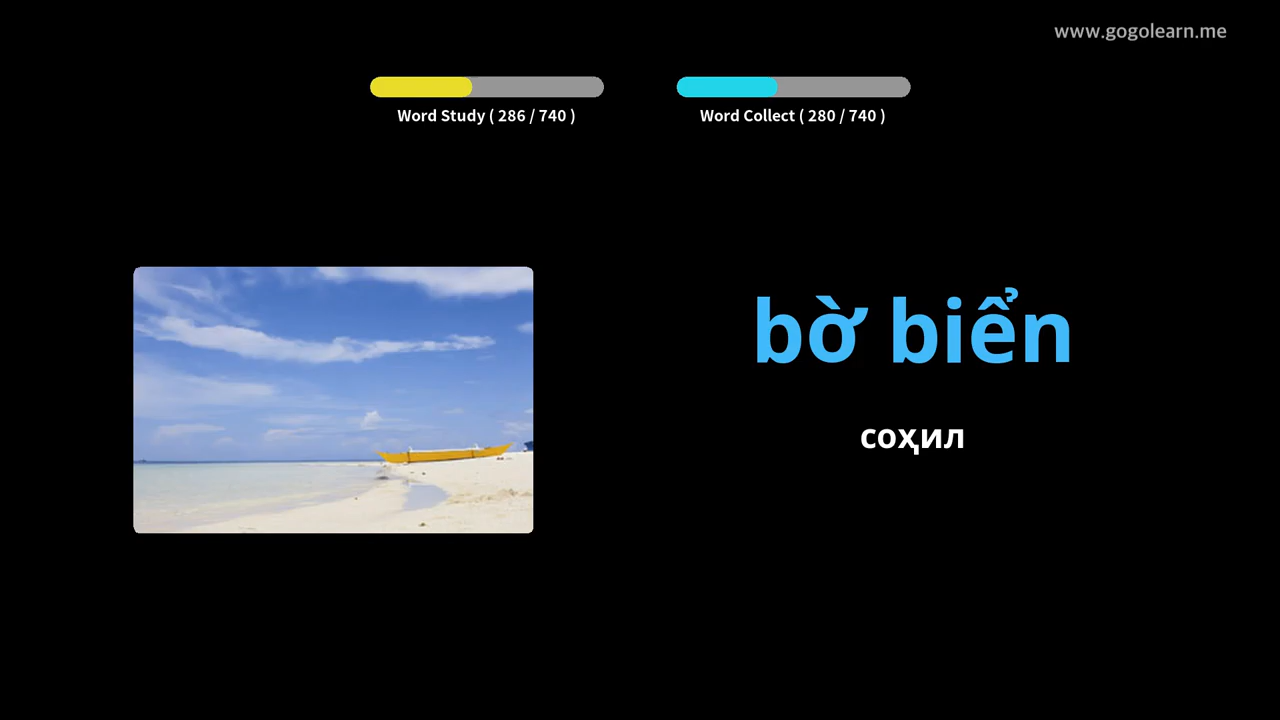 www.gogolearn.me
Word Study ( 286 / 740 )
Word Collect ( 280 / 740 )
bờ biển
соҳил